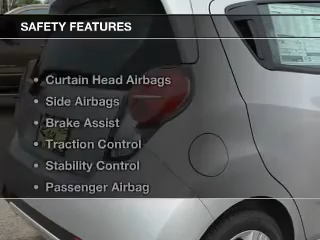 SAFETY FEATURES
• Curtain Head Airbags
• Side Airbags
• Brake Assist
• Traction Control
• Stability Control
• Passenger Airbag